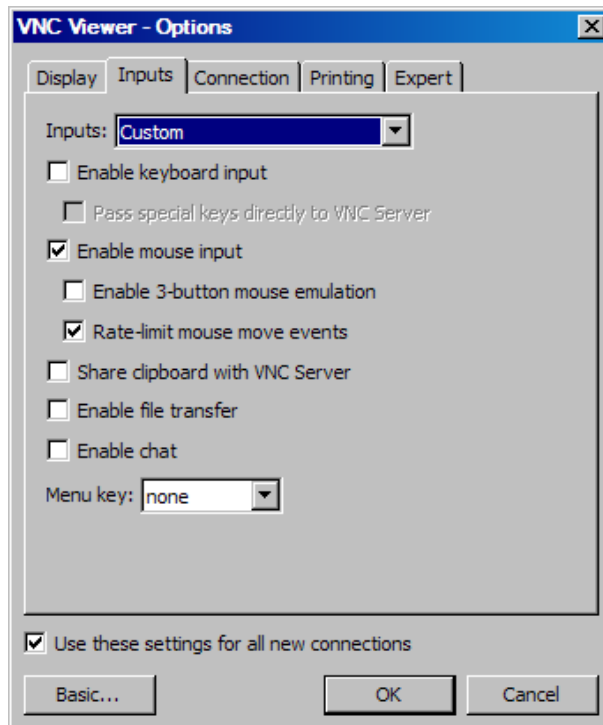 VNC Viewer - Options
Display Inputs Connection Printing Expert
Inputs: Custom
Enable keyboard input
Pass special keys directly to VNC Server
Enable mouse input
Enable 3-button mouse emulation
Rate-limit mouse move events
Share clipboard with VNC Server
Enable file transfer
Enable chat
Menu key: none
Use these settings for all new connections
Basic... OK Cancel